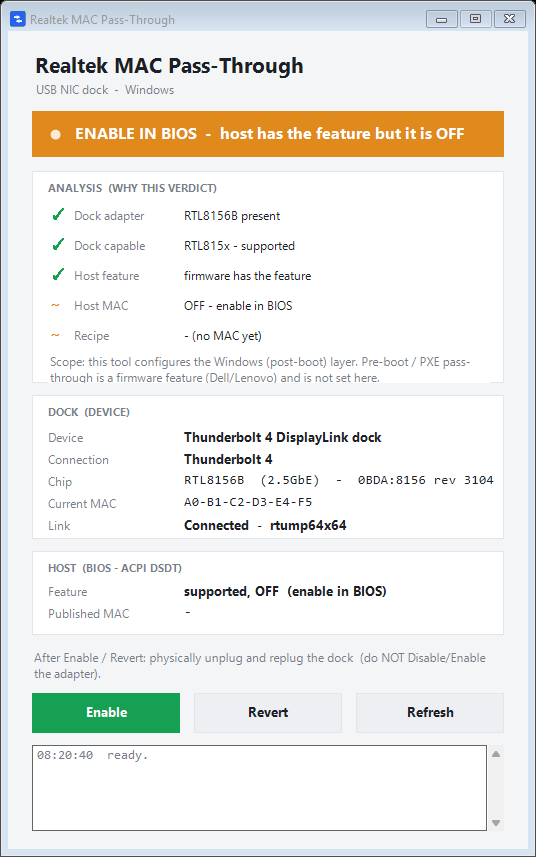 Realtek MAC Pass-Through
Realtek MAC Pass-Through
USB NIC dock - Windows
ENABLE IN BIOS - host has the feature but it is OFF
ANALYSIS (WHY THIS VERDICT)
✓ Dock adapter RTL8156B present
✓ Dock capable RTL815x - supported
✓ Host feature firmware has the feature
~ Host MAC OFF - enable in BIOS
~ Recipe - (no MAC yet)
Scope: this tool configures the Windows (post-boot) layer. Pre-boot / PXE pass-
through is a firmware feature (Dell/Lenovo) and is not set here.
DOCK (DEVICE)
Device Thunderbolt 4 DisplayLink dock
Connection Thunderbolt 4
Chip RTL8156B (2.5GbE) - 0BDA:8156 rev 3104
Current MAC A0-B1-C2-D3-E4-F5
Link Connected - rtump64x64
HOST (BIOS - ACPI DSDT)
Feature supported, OFF (enable in BIOS)
Published MAC -
After Enable / Revert: physically unplug and replug the dock (do NOT Disable/Enable
the adapter).
Enable Revert Refresh
08:20:40 ready.